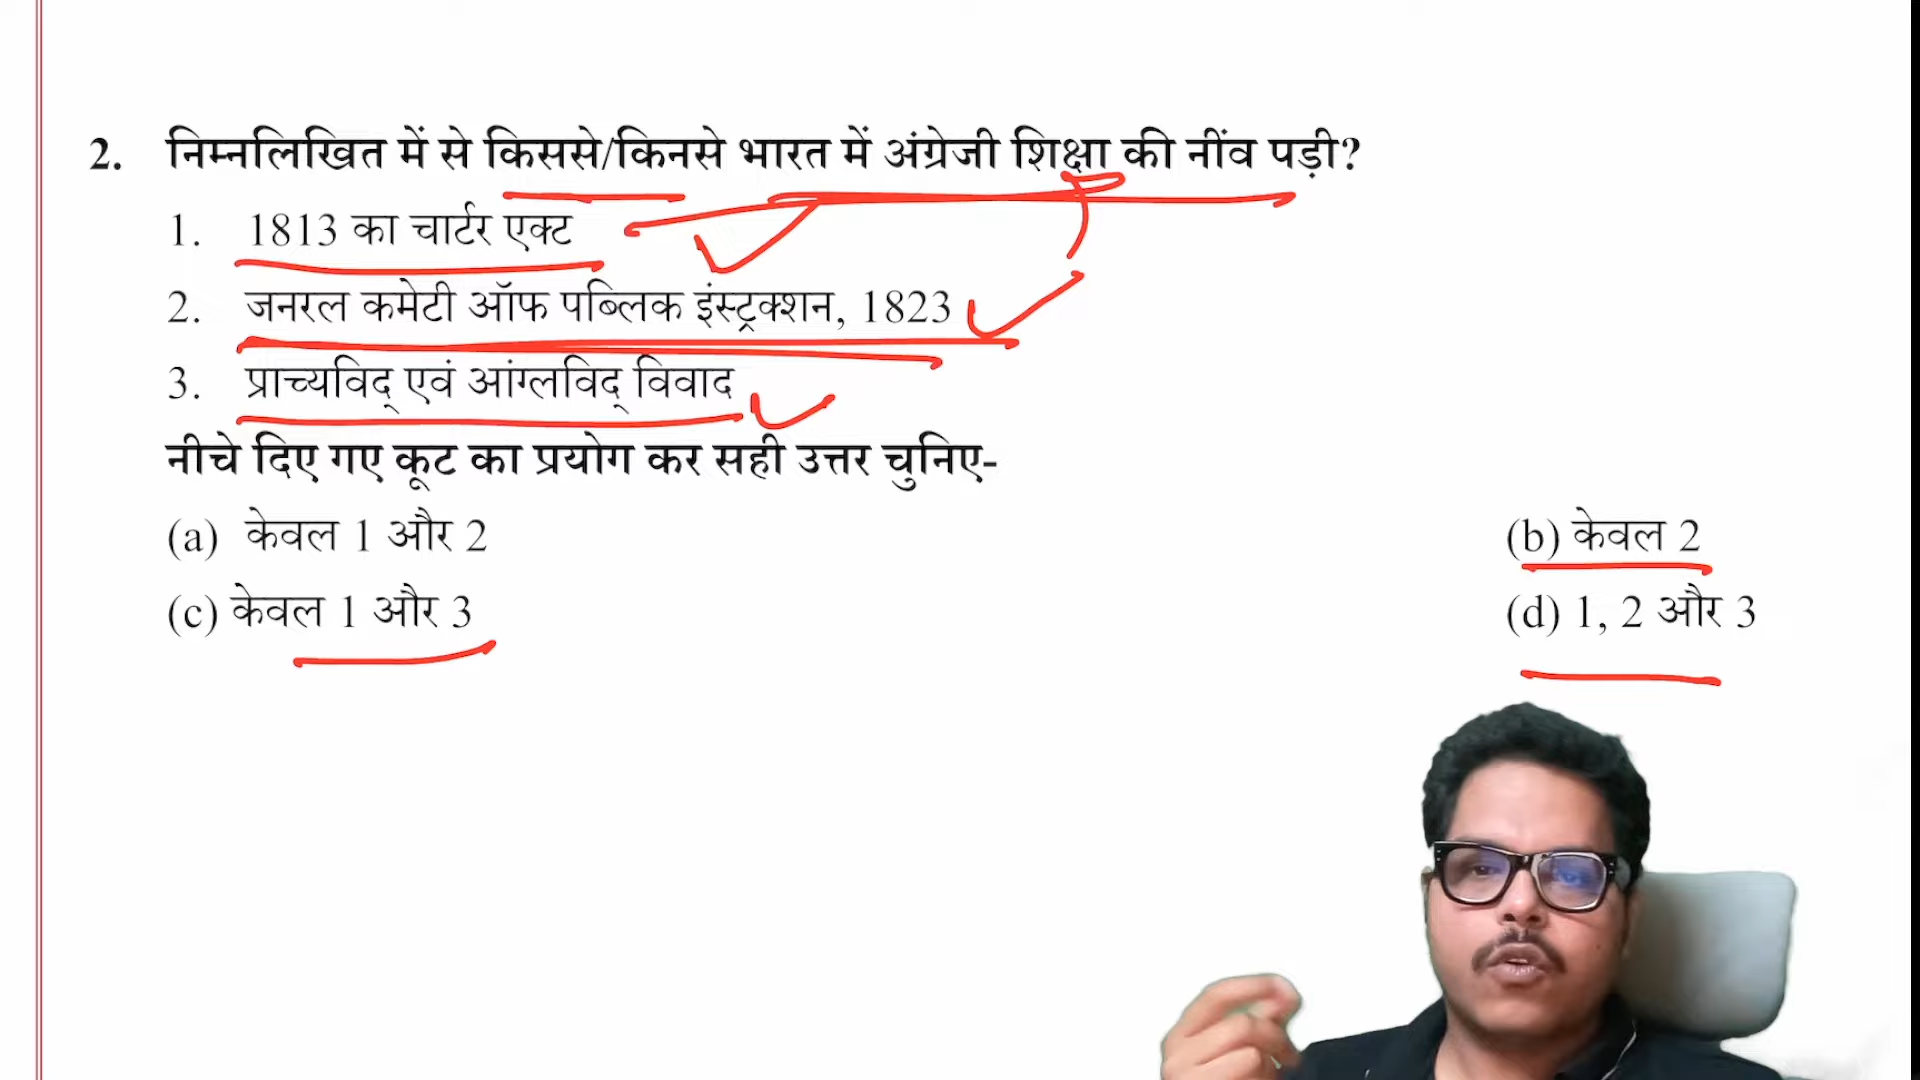 2. निम्नलिखित में से किससे/किनसे भारत में अंग्रेजी शिक्षा की नींव पड़ी?
1. 1813 का चार्टर एक्ट
2. जनरल कमेटी ऑफ पब्लिक इंस्ट्रक्शन, 1823
3. प्राच्यविद् एवं आंग्लविद् विवाद
नीचे दिए गए कूट का प्रयोग कर सही उत्तर चुनिए-
(a) केवल 1 और 2 (b) केवल 2
(c) केवल 1 और 3 (d) 1, 2 और 3